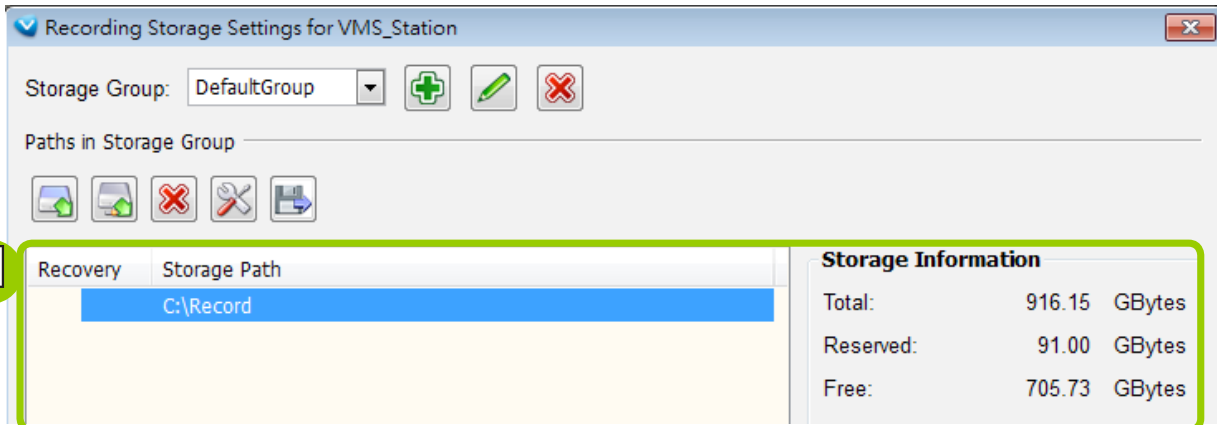 Recording Storage Settings for VMS_Station
Storage Group: DefaultGroup
Paths in Storage Group
Recovery Storage Path
C:\Record
Storage Information
Total: 916.15 GBytes
Reserved: 91.00 GBytes
Free: 705.73 GBytes